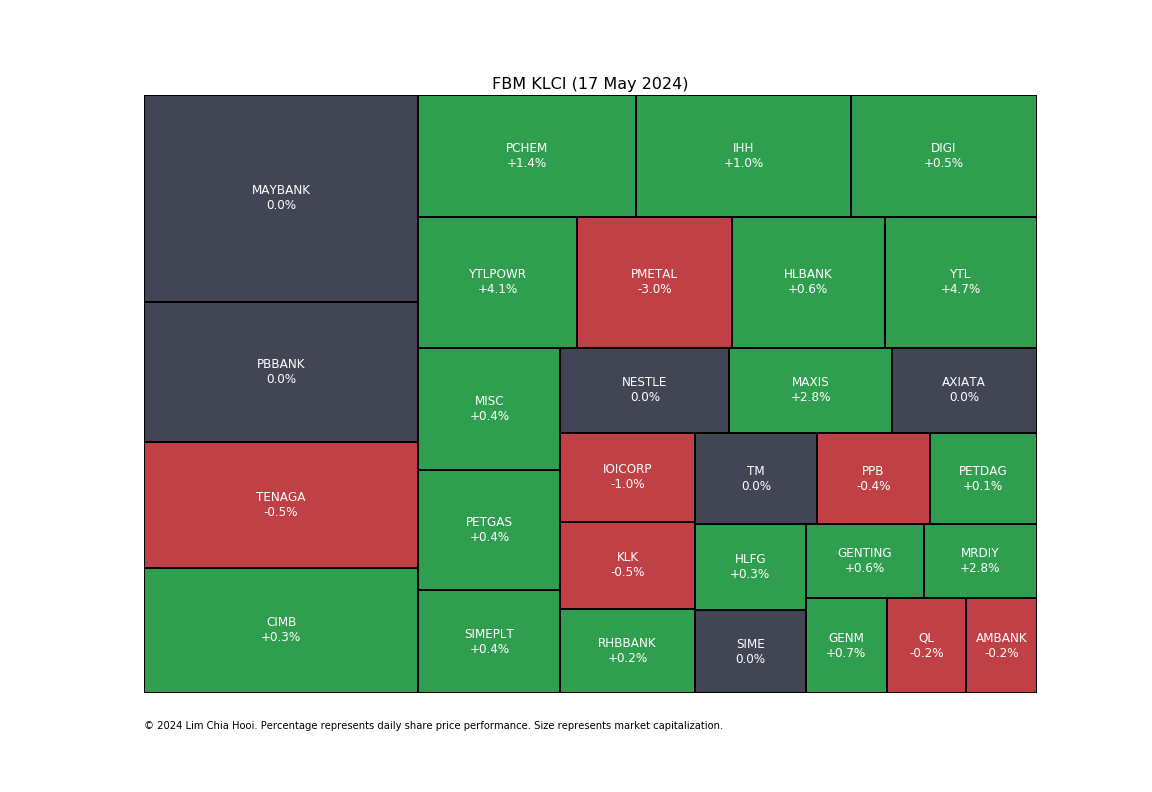 FBM KLCI (17 May 2024)
MAYBANK
0.0%
PCHEM
+1.4%
IHH
+1.0%
DIGI
+0.5%
YTLPOWR
+4.1%
PMETAL
-3.0%
HLBANK
+0.6%
YTL
+4.7%
PBBANK
0.0%
MISC
+0.4%
NESTLE
0.0%
MAXIS
+2.8%
AXIATA
0.0%
TENAGA
-0.5%
IOICORP
-1.0%
TM
0.0%
PPB
-0.4%
PETDAG
+0.1%
PETGAS
+0.4%
KLK
-0.5%
HLFG
+0.3%
GENTING
+0.6%
MRDIY
+2.8%
CIMB
+0.3%
SIMEPLT
+0.4%
RHBBANK
+0.2%
SIME
0.0%
GENM
+0.7%
QL
-0.2%
AMBANK
-0.2%
© 2024 Lim Chia Hooi. Percentage represents daily share price performance. Size represents market capitalization.